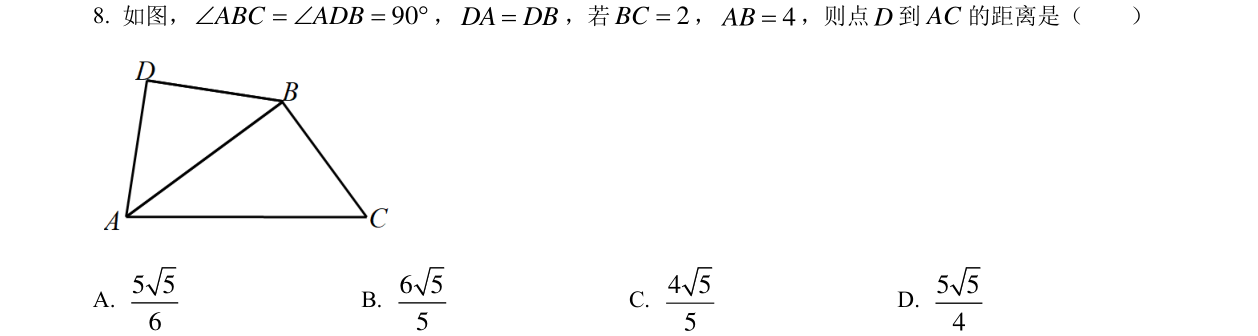 8. 如图，∠ABC = ∠ADB = 90°，DA = DB，若 BC = 2，AB = 4，则点 D 到 AC 的距离是（　　）
D
B
A
C
A. 5√5/6　B. 6√5/5　C. 4√5/5　D. 5√5/4